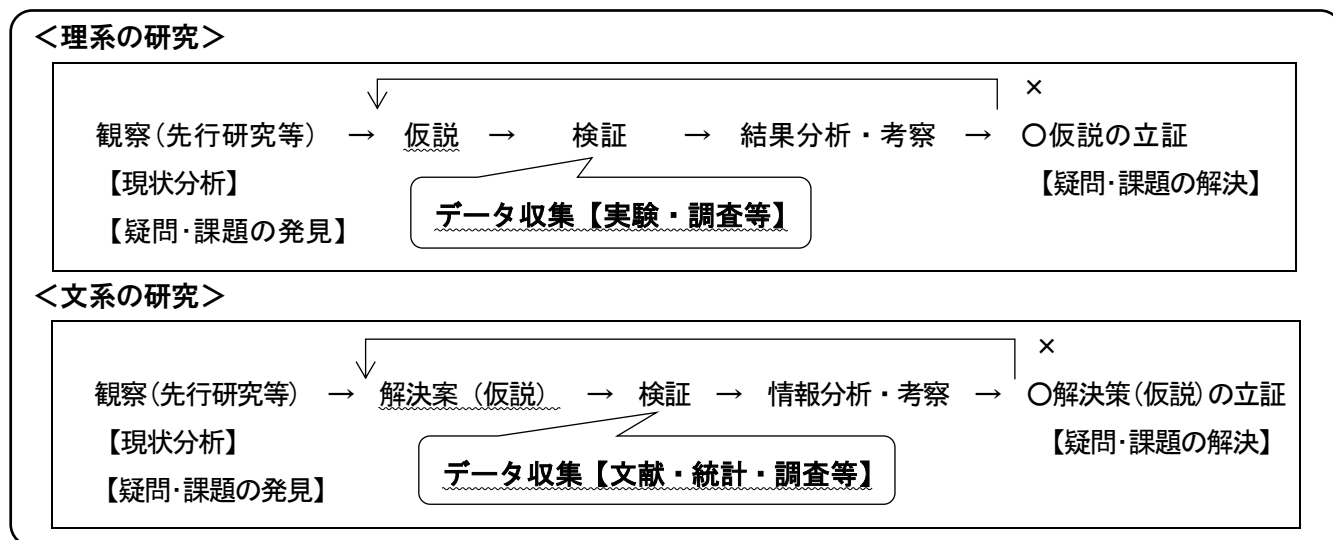 ＜理系の研究＞
×
観察(先行研究等) → 仮説 → 検証 → 結果分析・考察 → 〇仮説の立証
【現状分析】 【疑問･課題の解決】
【疑問･課題の発見】
データ収集【実験・調査等】
＜文系の研究＞
×
観察(先行研究等) → 解決案（仮説） → 検証 → 情報分析・考察 → 〇解決策(仮説)の立証
【現状分析】 【疑問･課題の解決】
【疑問･課題の発見】
データ収集【文献・統計・調査等】